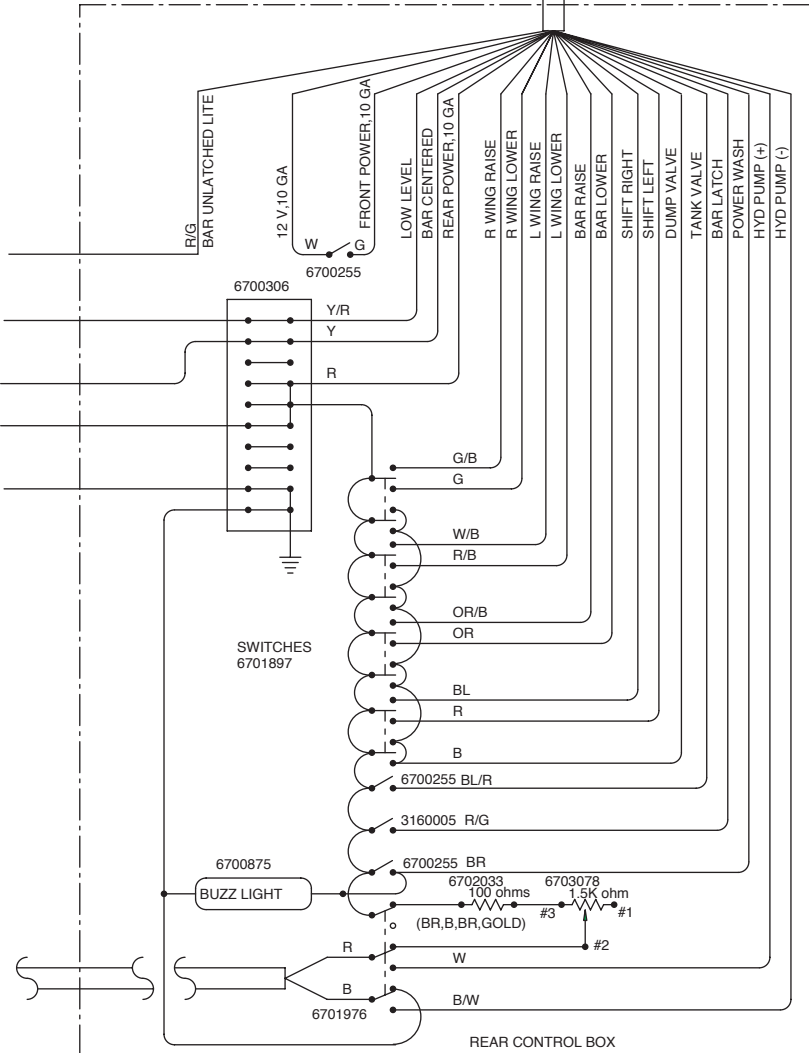 R/G
BAR UNLATCHED LITE
12 V,10 GA
FRONT POWER,10 GA
LOW LEVEL
BAR CENTERED
REAR POWER,10 GA
R WING RAISE
R WING LOWER
L WING RAISE
L WING LOWER
BAR RAISE
BAR LOWER
SHIFT RIGHT
SHIFT LEFT
DUMP VALVE
TANK VALVE
BAR LATCH
POWER WASH
HYD PUMP (+)
HYD PUMP (-)
W
G
6700255
6700306
Y/R
Y
R
G/B
G
W/B
R/B
OR/B
OR
SWITCHES
6701897
BL
R
B
6700255 BL/R
3160005 R/G
6700255 BR
6700875
BUZZ LIGHT
6702033
100 ohms
6703078
1.5K ohm
#3
#1
(BR,B,BR,GOLD)
#2
R
W
B
B/W
6701976
REAR CONTROL BOX